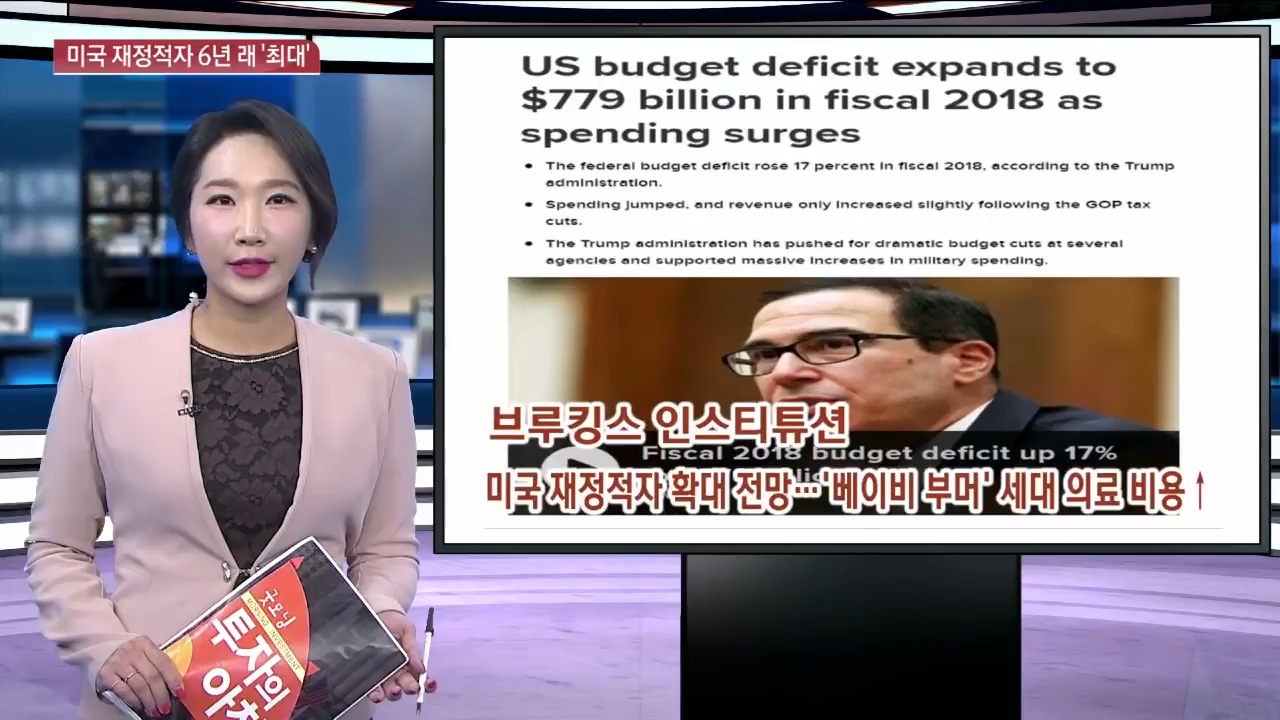 미국 재정적자 6년 래 '최대'
US budget deficit expands to
$779 billion in fiscal 2018 as
spending surges
• The federal budget deficit rose 17 percent in fiscal 2018, according to the Trump
administration.
• Spending jumped, and revenue only increased slightly following the GOP tax
cuts.
• The Trump administration has pushed for dramatic budget cuts at several
agencies and supported massive increases in military spending.
브루킹스 인스티튜션
Fiscal 2018 budget deficit up 17%
미국 재정적자 확대 전망…'베이비 부머' 세대 의료 비용↑
굿모닝
MORNING INVESTMENT
투자의